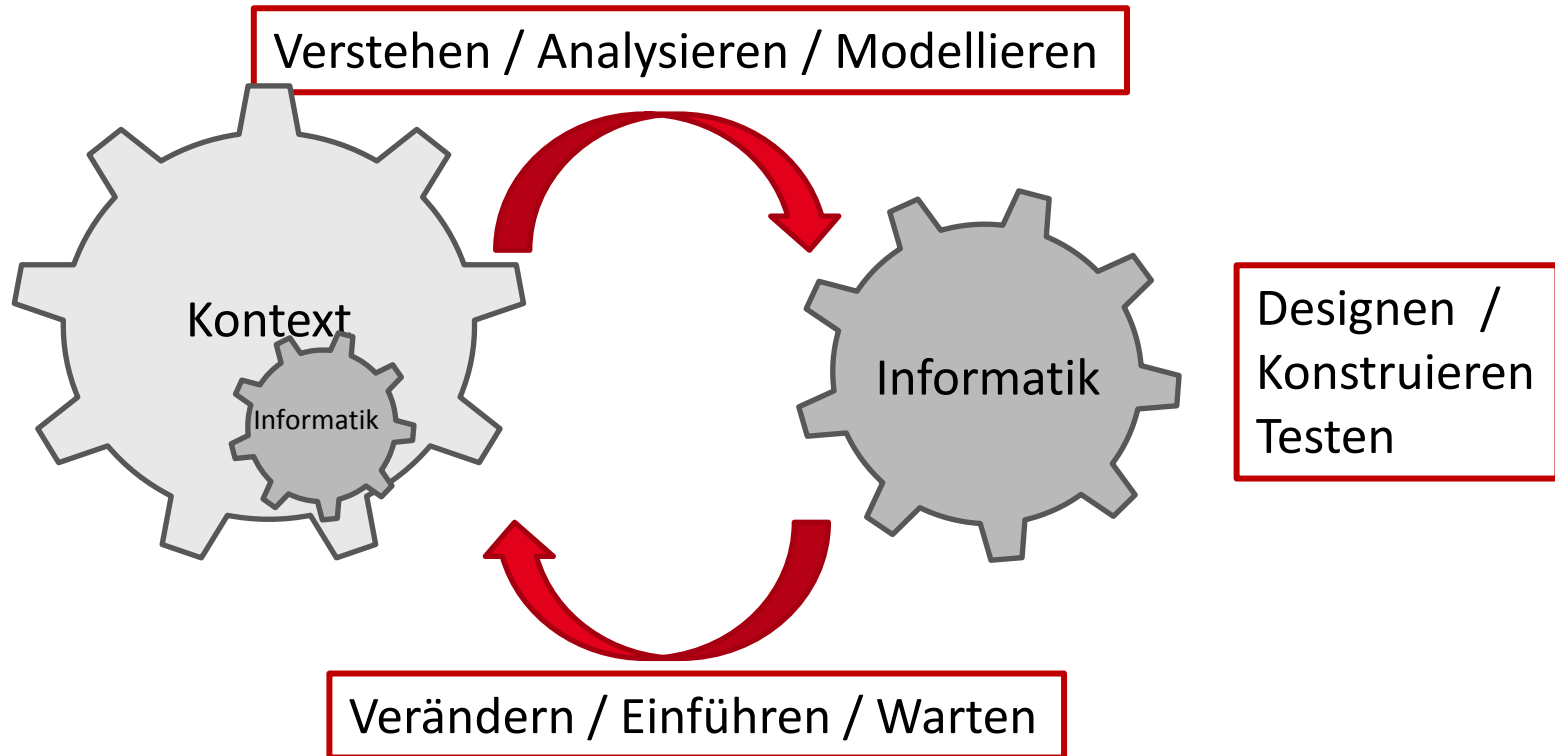 Verstehen / Analysieren / Modellieren
Kontext
Informatik
Informatik
Designen /
Konstruieren
Testen
Verändern / Einführen / Warten